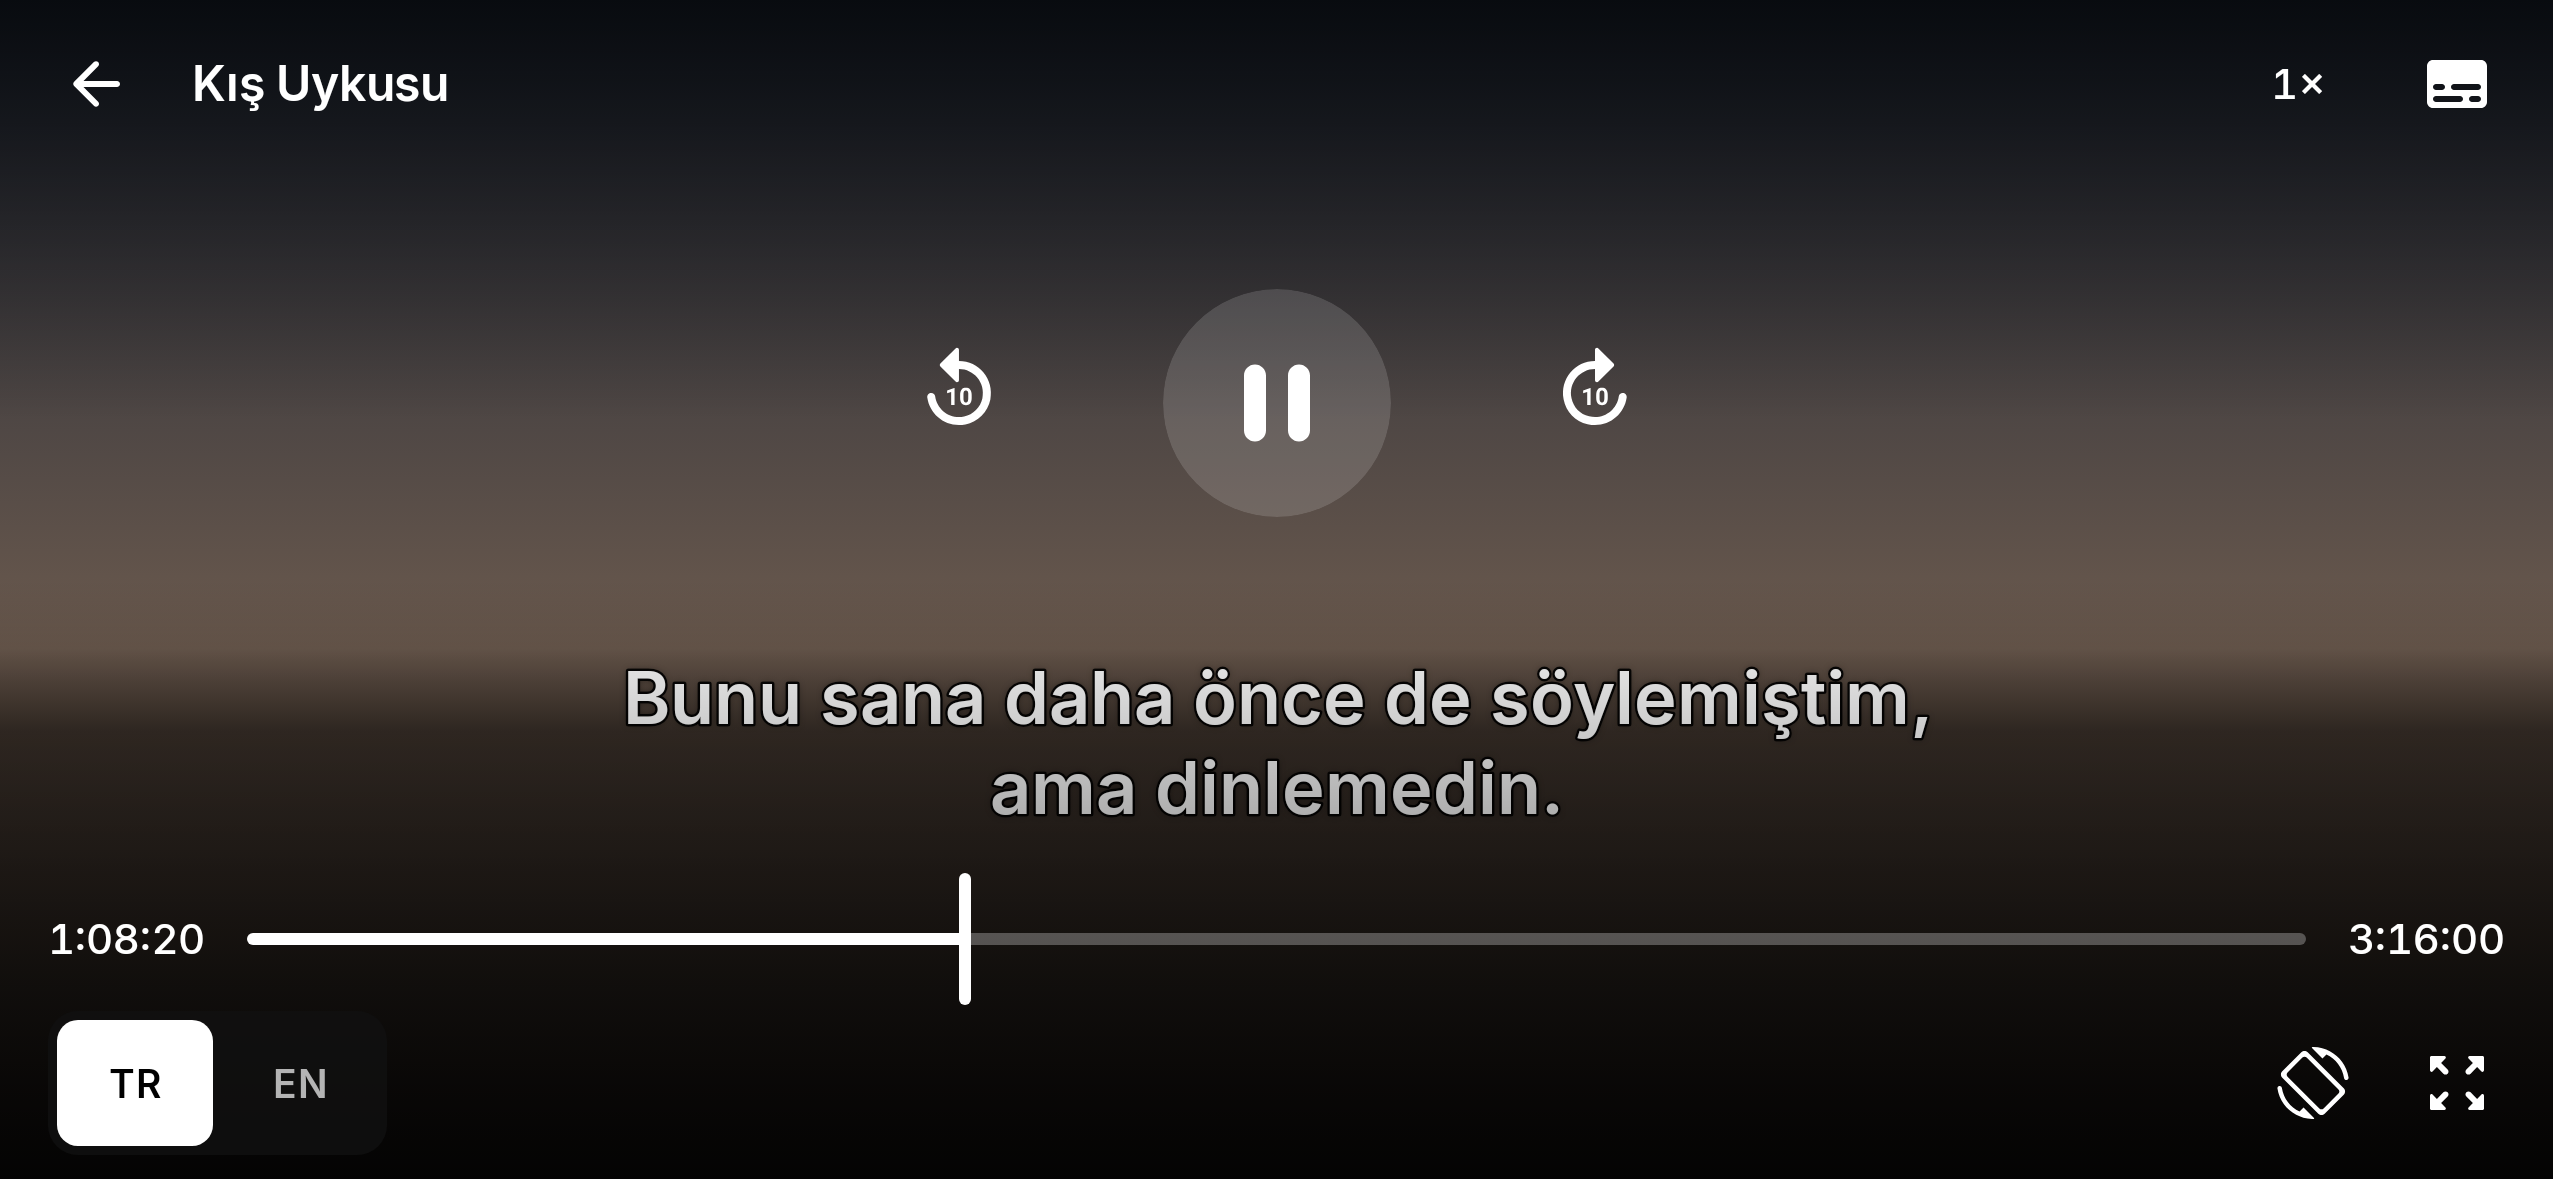 Kış Uykusu
1×
10
10
Bunu sana daha önce de söylemiştim,
ama dinlemedin.
1:08:20
3:16:00
TR
EN